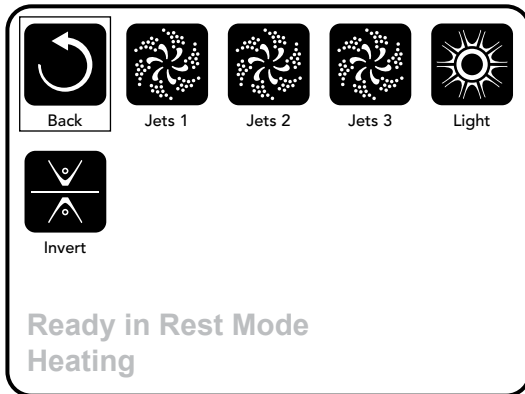 Back Jets 1 Jets 2 Jets 3 Light
Invert
Ready in Rest Mode
Heating